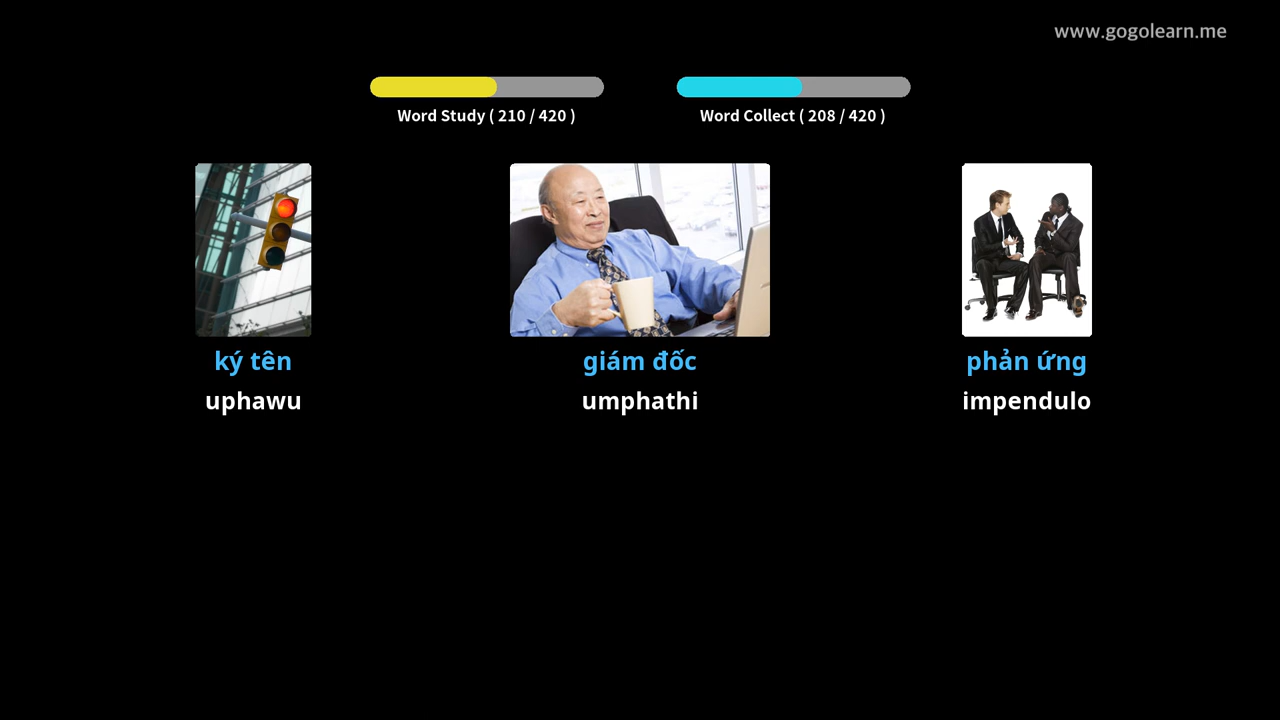 www.gogolearn.me
Word Study ( 210 / 420 )
Word Collect ( 208 / 420 )
ký tên
giám đốc
phản ứng
uphawu
umphathi
impendulo